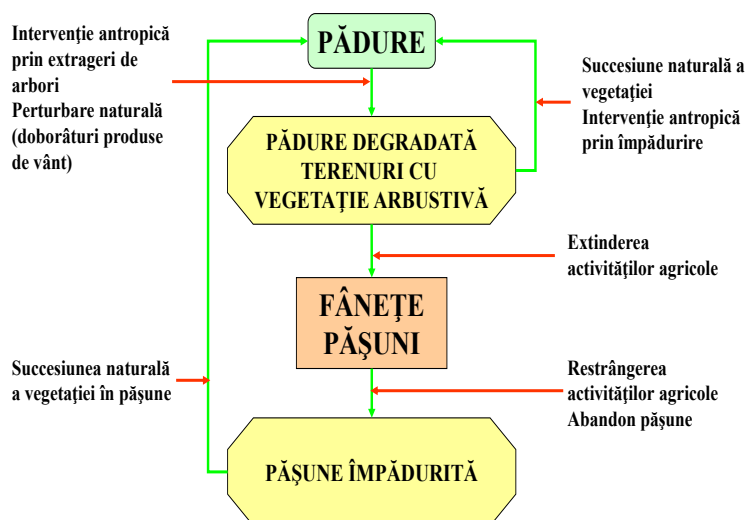 Intervenţie antropică
prin extrageri de
arbori
Perturbare naturală
(doborâturi produse
de vânt)
PĂDURE
Succesiune naturală a
vegetaţiei
Intervenţie antropică
prin împădurire
PĂDURE DEGRADATĂ
TERENURI CU
VEGETAŢIE ARBUSTIVĂ
Extinderea
activităţilor agricole
FÂNEŢE
PĂŞUNI
Succesiunea naturală
a vegetaţiei în păşune
Restrângerea
activităţilor agricole
Abandon păşune
PĂŞUNE ÎMPĂDURITĂ